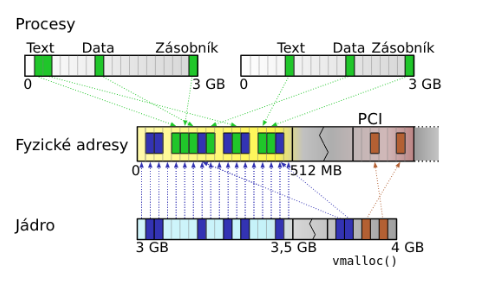 Procesy
Text Data Zásobník Text Data Zásobník
0 3 GB 0 3 GB
PCI
Fyzické adresy
0 512 MB
Jádro
3 GB 3,5 GB 4 GB
vmalloc()